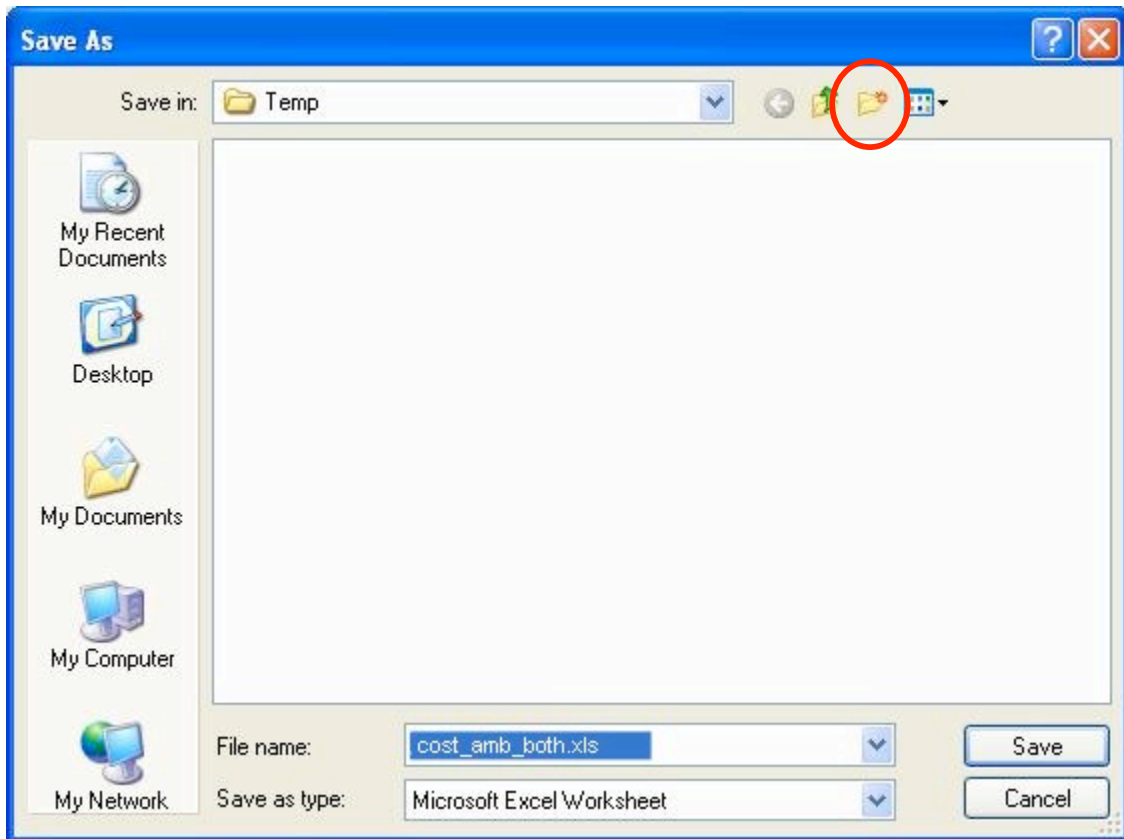 Save As
Save in:
Temp
My Recent
Documents
Desktop
My Documents
My Computer
My Network
File name:
cost_amb_both.xls
Save
Save as type:
Microsoft Excel Worksheet
Cancel